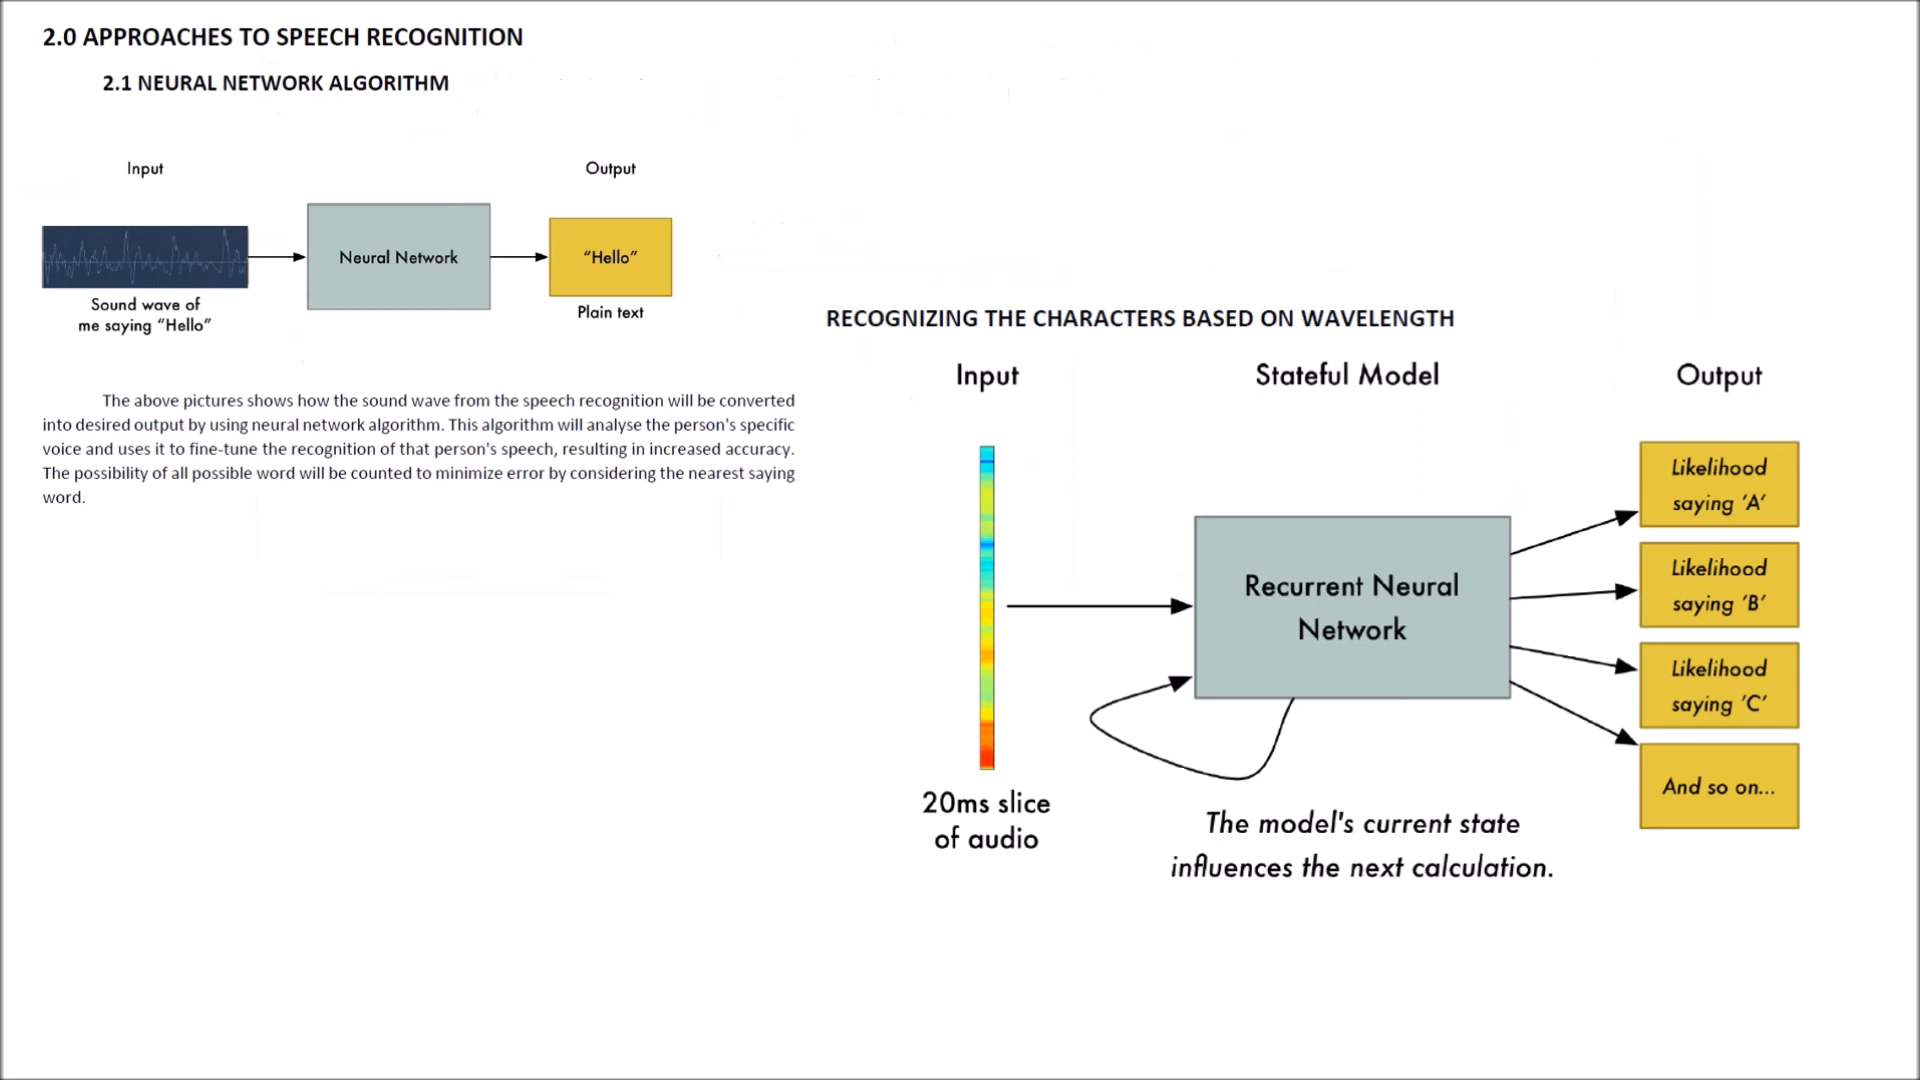 2.0 APPROACHES TO SPEECH RECOGNITION
2.1 NEURAL NETWORK ALGORITHM
Input
Output
Neural Network
“Hello”
Sound wave of
me saying “Hello”
Plain text
The above pictures shows how the sound wave from the speech recognition will be converted
into desired output by using neural network algorithm. This algorithm will analyse the person's specific
voice and uses it to fine-tune the recognition of that person's speech, resulting in increased accuracy.
The possibility of all possible word will be counted to minimize error by considering the nearest saying
word.
RECOGNIZING THE CHARACTERS BASED ON WAVELENGTH
Input
Stateful Model
Output
20ms slice
of audio
Recurrent Neural
Network
The model's current state
influences the next calculation.
Likelihood
saying ‘A’
Likelihood
saying ‘B’
Likelihood
saying ‘C’
And so on...